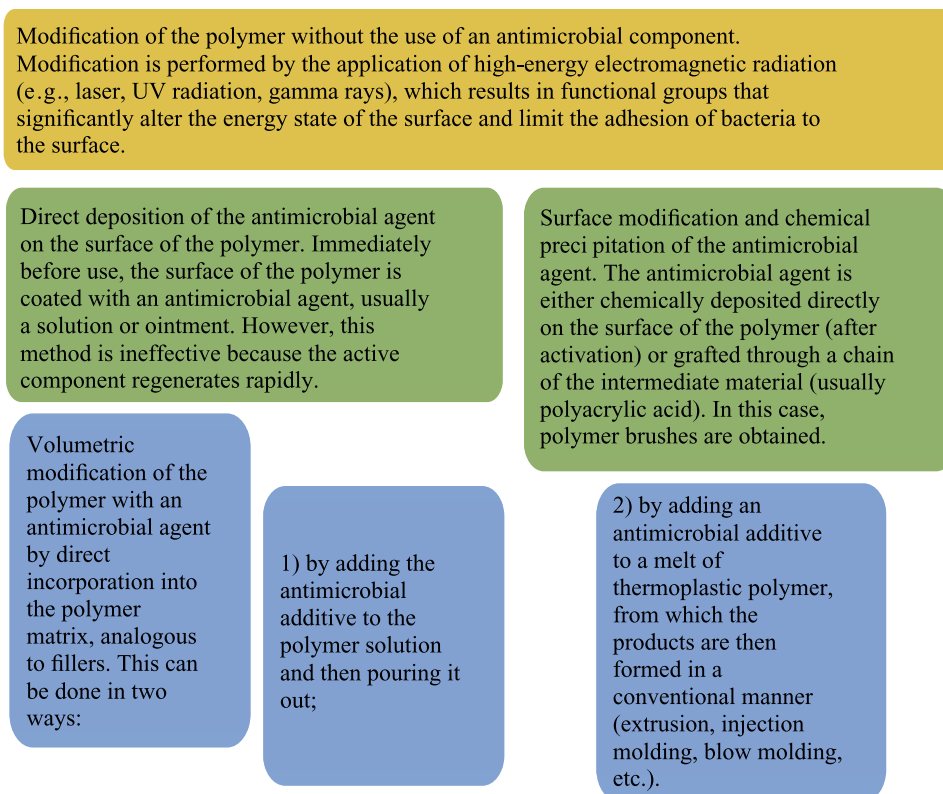 Modification of the polymer without the use of an antimicrobial component.
Modification is performed by the application of high-energy electromagnetic radiation
(e.g., laser, UV radiation, gamma rays), which results in functional groups that
significantly alter the energy state of the surface and limit the adhesion of bacteria to
the surface.
Direct deposition of the antimicrobial agent
on the surface of the polymer. Immediately
before use, the surface of the polymer is
coated with an antimicrobial agent, usually
a solution or ointment. However, this
method is ineffective because the active
component regenerates rapidly.
Surface modification and chemical
preci pitation of the antimicrobial
agent. The antimicrobial agent is
either chemically deposited directly
on the surface of the polymer (after
activation) or grafted through a chain
of the intermediate material (usually
polyacrylic acid). In this case,
polymer brushes are obtained.
Volumetric
modification of the
polymer with an
antimicrobial agent
by direct
incorporation into
the polymer
matrix, analogous
to fillers. This can
be done in two
ways:
1) by adding the
antimicrobial
additive to the
polymer solution
and then pouring it
out;
2) by adding an
antimicrobial additive
to a melt of
thermoplastic polymer,
from which the
products are then
formed in a
conventional manner
(extrusion, injection
molding, blow molding,
etc.).